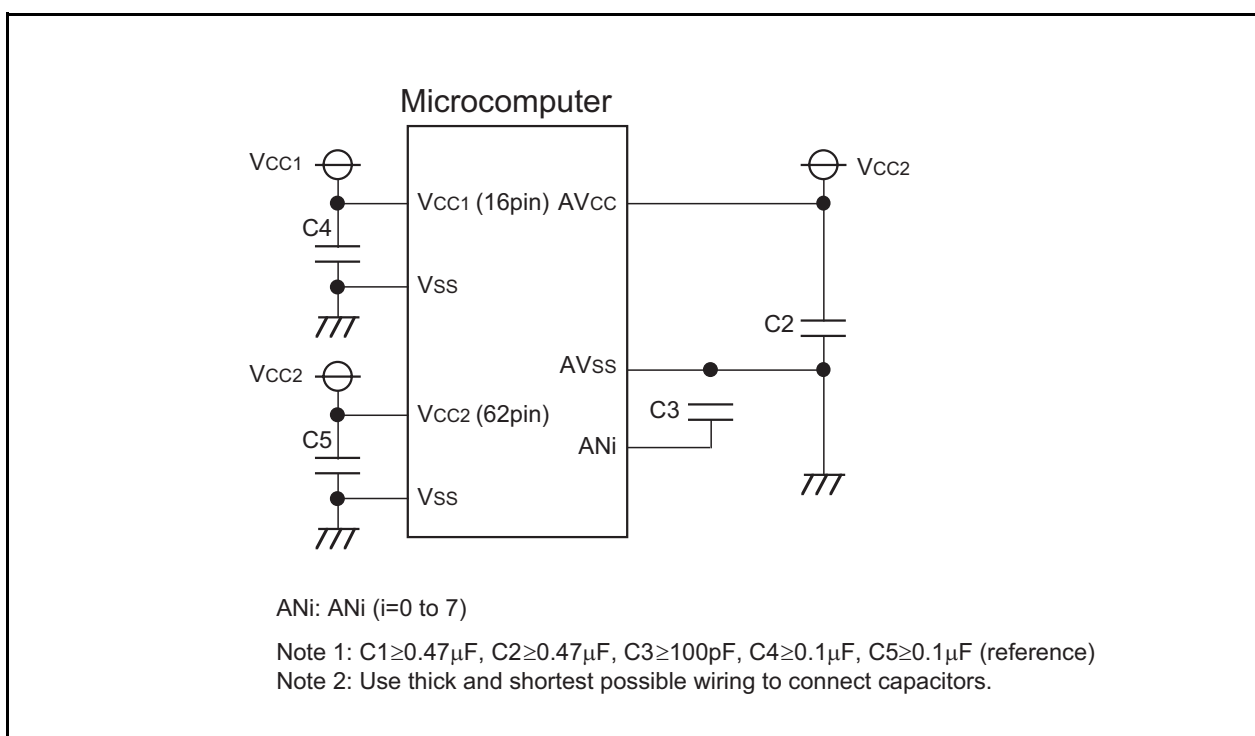 Microcomputer
VCC1
VCC1 (16pin)
AVCC
VCC2
C4
VSS
C2
VCC2
AVSS
VCC2 (62pin)
C3
C5
ANi
VSS
ANi: ANi (i=0 to 7)
Note 1: C1≥0.47μF, C2≥0.47μF, C3≥100pF, C4≥0.1μF, C5≥0.1μF (reference)
Note 2: Use thick and shortest possible wiring to connect capacitors.